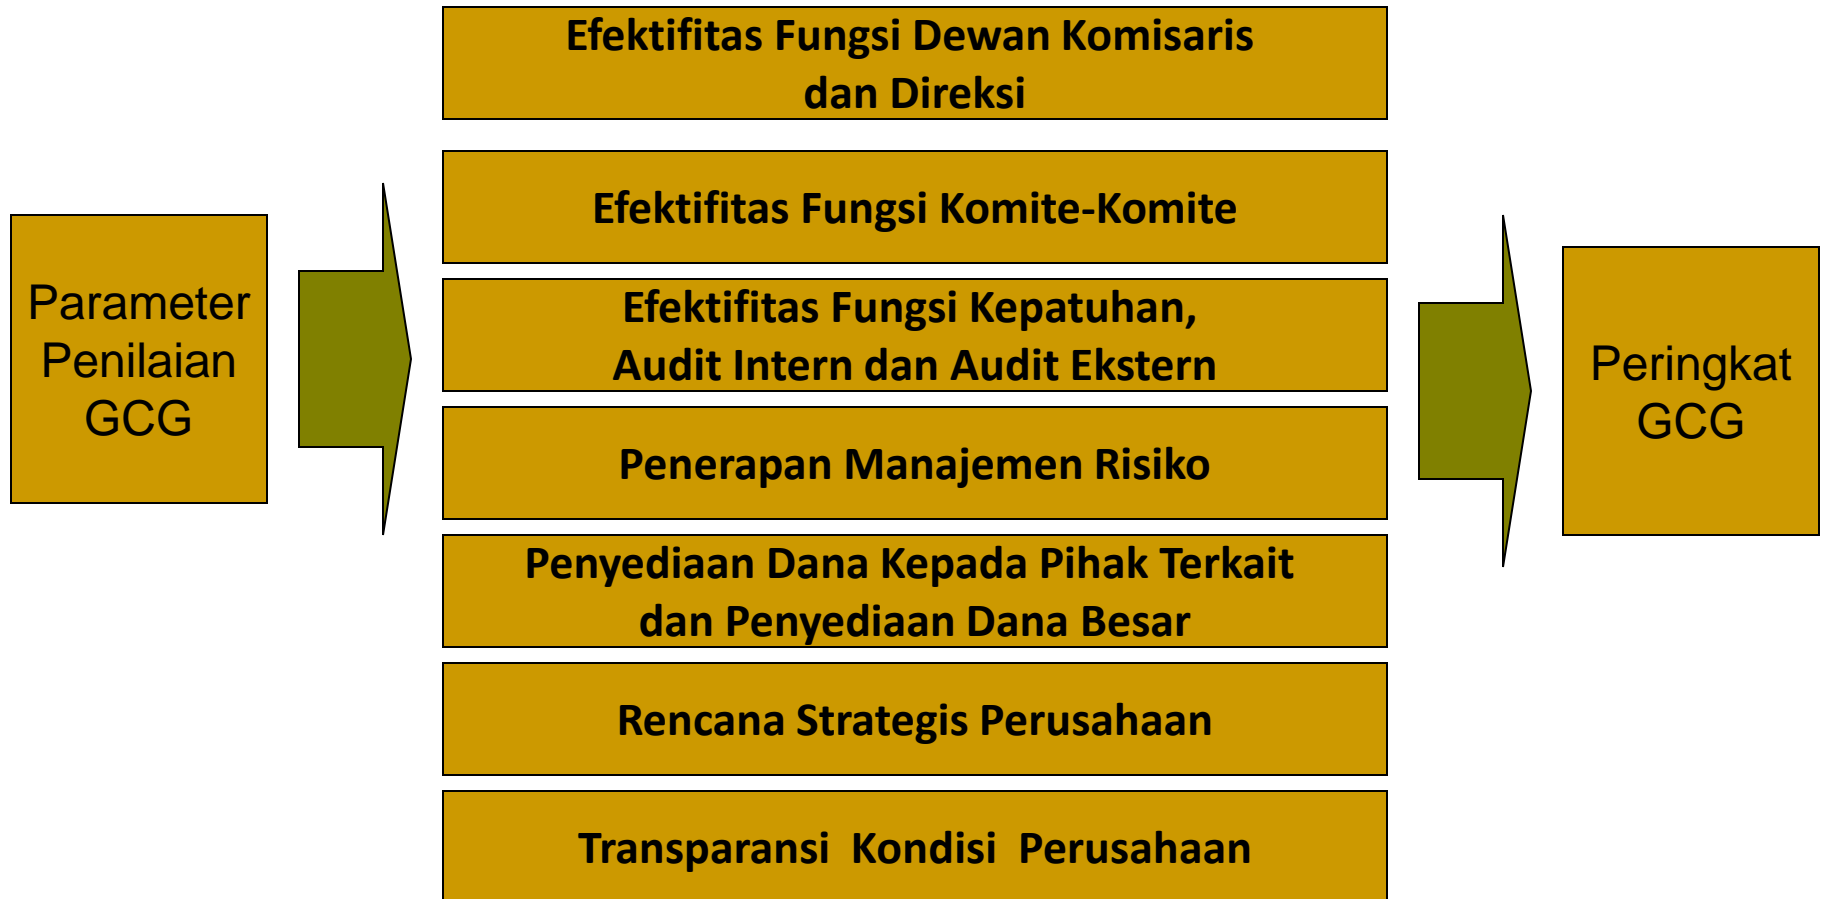 Parameter
Penilaian
GCG
Efektifitas Fungsi Dewan Komisaris
dan Direksi
Efektifitas Fungsi Komite-Komite
Efektifitas Fungsi Kepatuhan,
Audit Intern dan Audit Ekstern
Penerapan Manajemen Risiko
Penyediaan Dana Kepada Pihak Terkait
dan Penyediaan Dana Besar
Rencana Strategis Perusahaan
Transparansi Kondisi Perusahaan
Peringkat
GCG